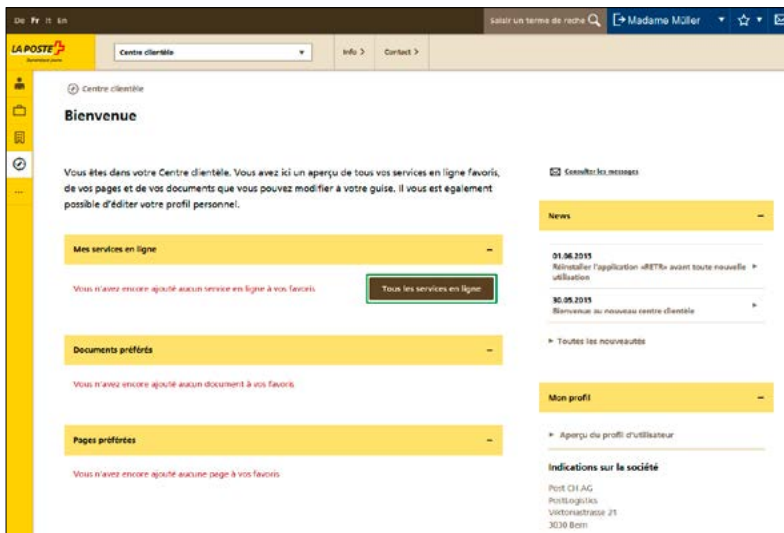 De Fr It En
Saisir un terme de reche
Madame Müller
LA POSTE
Centre clientèle
Info
Contact
Centre clientèle
Bienvenue
Vous êtes dans votre Centre clientèle. Vous avez ici un aperçu de tous vos services en ligne favoris,
de vos pages et de vos documents que vous pouvez modifier à votre guise. Il vous est également
possible d'éditer votre profil personnel.
Mes services en ligne
Vous n'avez encore ajouté aucun service en ligne à vos favoris
Tous les services en ligne
Documents préférés
Vous n'avez encore ajouté aucun document à vos favoris
Pages préférées
Vous n'avez encore ajouté aucune page à vos favoris
Consulter les messages
News
01.06.2015
Réinstaller l'application «RETR» avant toute nouvelle
utilisation
30.05.2015
Bienvenue au nouveau centre clientèle
Toutes les nouveautés
Mon profil
Aperçu du profil d'utilisateur
Indications sur la société
Post CH AG
PostLogistics
Viktoriastrasse 21
3030 Bern